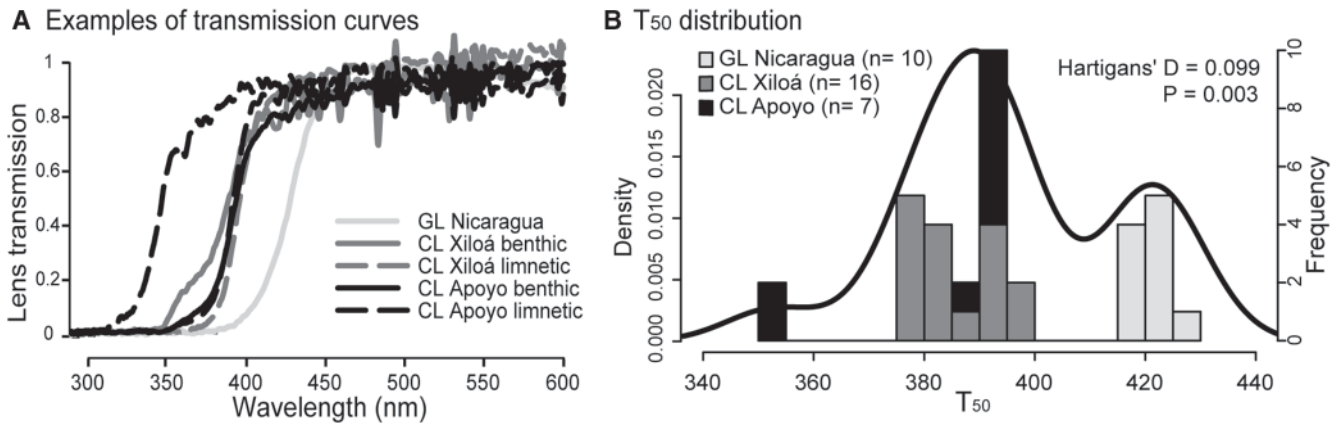 A Examples of transmission curves
1
0.8
0.6
0.4
0.2
0
Lens transmission
GL Nicaragua
CL Xiloá benthic
CL Xiloá limnetic
CL Apoyo benthic
CL Apoyo limnetic
300 350 400 450 500 550 600
Wavelength (nm)
B T50 distribution
GL Nicaragua (n= 10)
CL Xiloá (n= 16)
CL Apoyo (n= 7)
Hartigans' D = 0.099
P = 0.003
0.020
0.015
0.010
0.005
0.000
Density
10
8
6
4
2
0
Frequency
340 360 380 400 420 440
T50